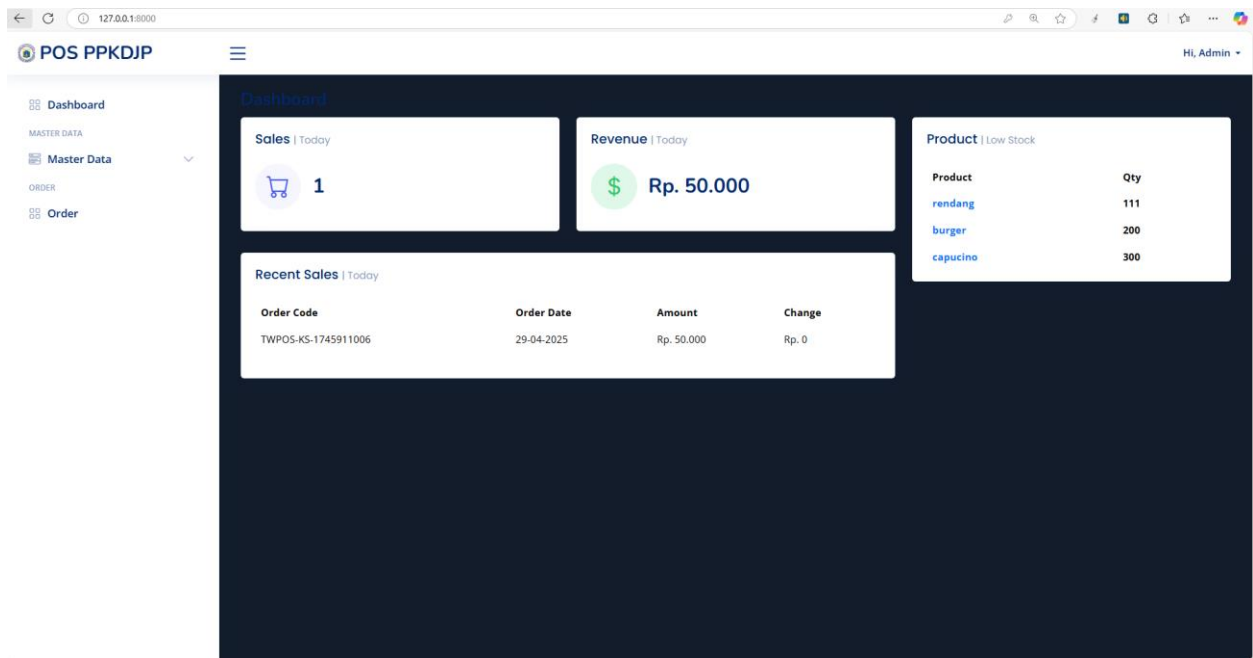 127.0.0.1:8000
POS PPKDJP
Hi, Admin
Dashboard
MASTER DATA
Master Data
ORDER
Order
Dashboard
Sales | Today
1
Revenue | Today
$ Rp. 50.000
Product | Low Stock
Product Qty
rendang 111
burger 200
capucino 300
Recent Sales | Today
Order Code Order Date Amount Change
TWPOS-KS-1745911006 29-04-2025 Rp. 50.000 Rp. 0